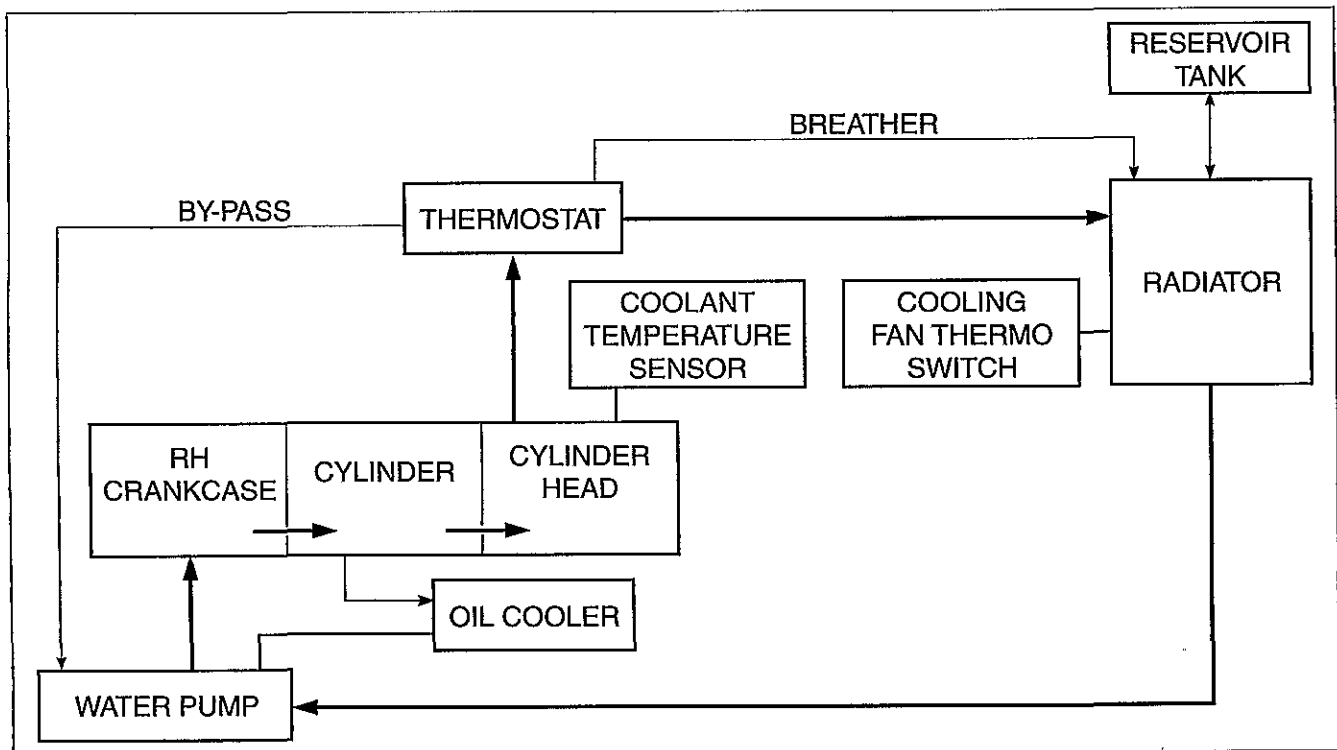 RESERVOIR
TANK
BREATHER
BY-PASS
THERMOSTAT
RADIATOR
COOLANT
TEMPERATURE
SENSOR
COOLING
FAN THERMO
SWITCH
RH
CRANKCASE
CYLINDER
CYLINDER
HEAD
OIL COOLER
WATER PUMP